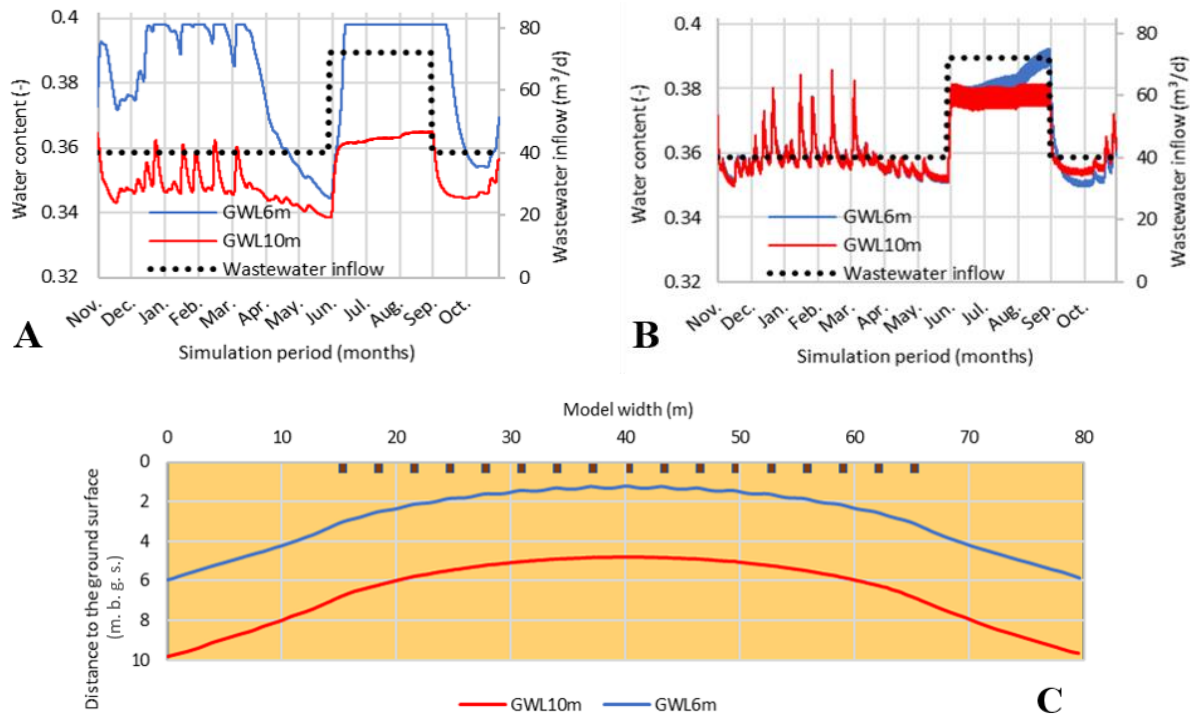 0.4
0.38
0.36
0.34
0.32
Water content (-)
80
60
40
20
0
Wastewater inflow (m³/d)
GWL6m
GWL10m
Wastewater inflow
Nov. Dec. Jan. Feb. Mar. Apr. May. Jun. Jul. Aug. Sep. Oct.
Simulation period (months)
A
0.4
0.38
0.36
0.34
0.32
Water content (-)
80
60
40
20
0
Wastewater inflow (m³/d)
GWL6m
GWL10m
Wastewater inflow
Nov. Dec. Jan. Feb. Mar. Apr. May. Jun. Jul. Aug. Sep. Oct.
Simulation period (months)
B
Model width (m)
0 10 20 30 40 50 60 70 80
0
2
4
6
8
10
Distance to the ground surface
(m. b. g. s.)
GWL10m GWL6m
C